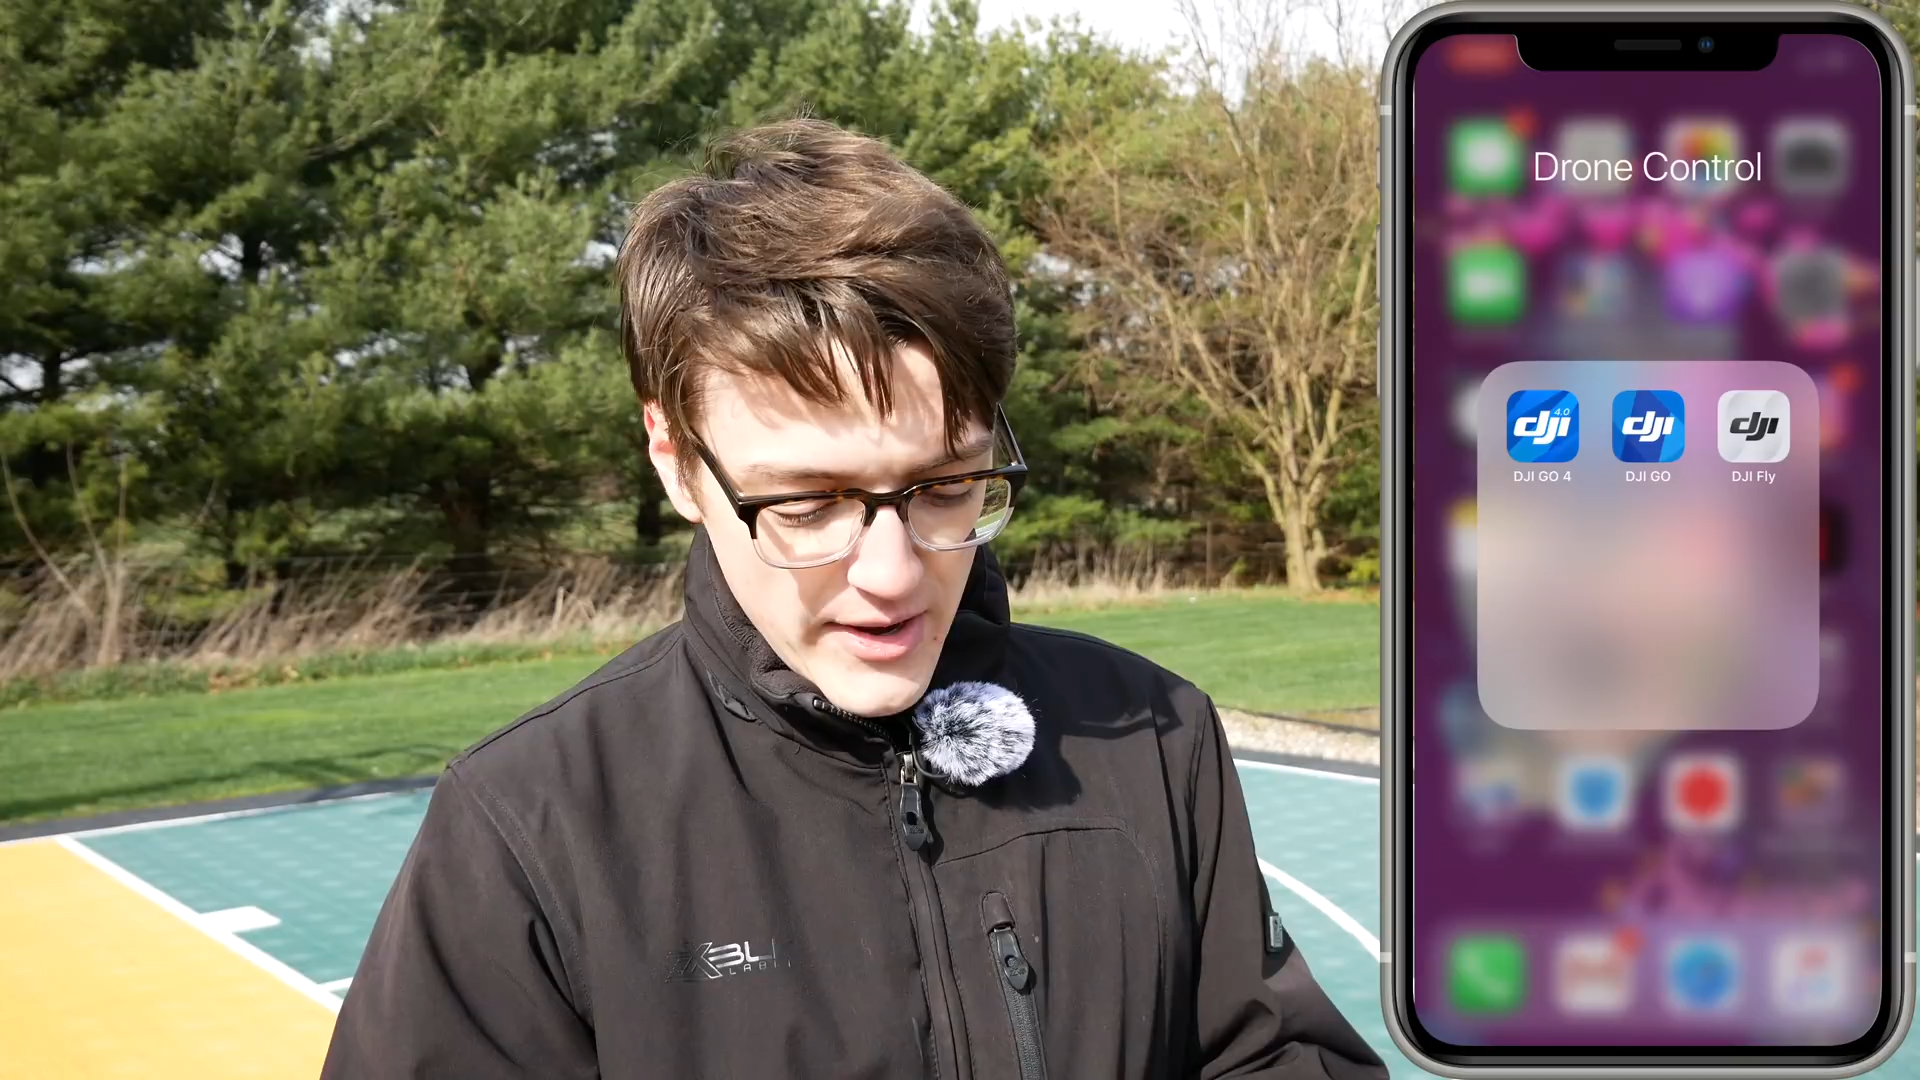 Drone Control
dji 4.0
dji
dji
DJI GO 4
DJI GO
DJI Fly